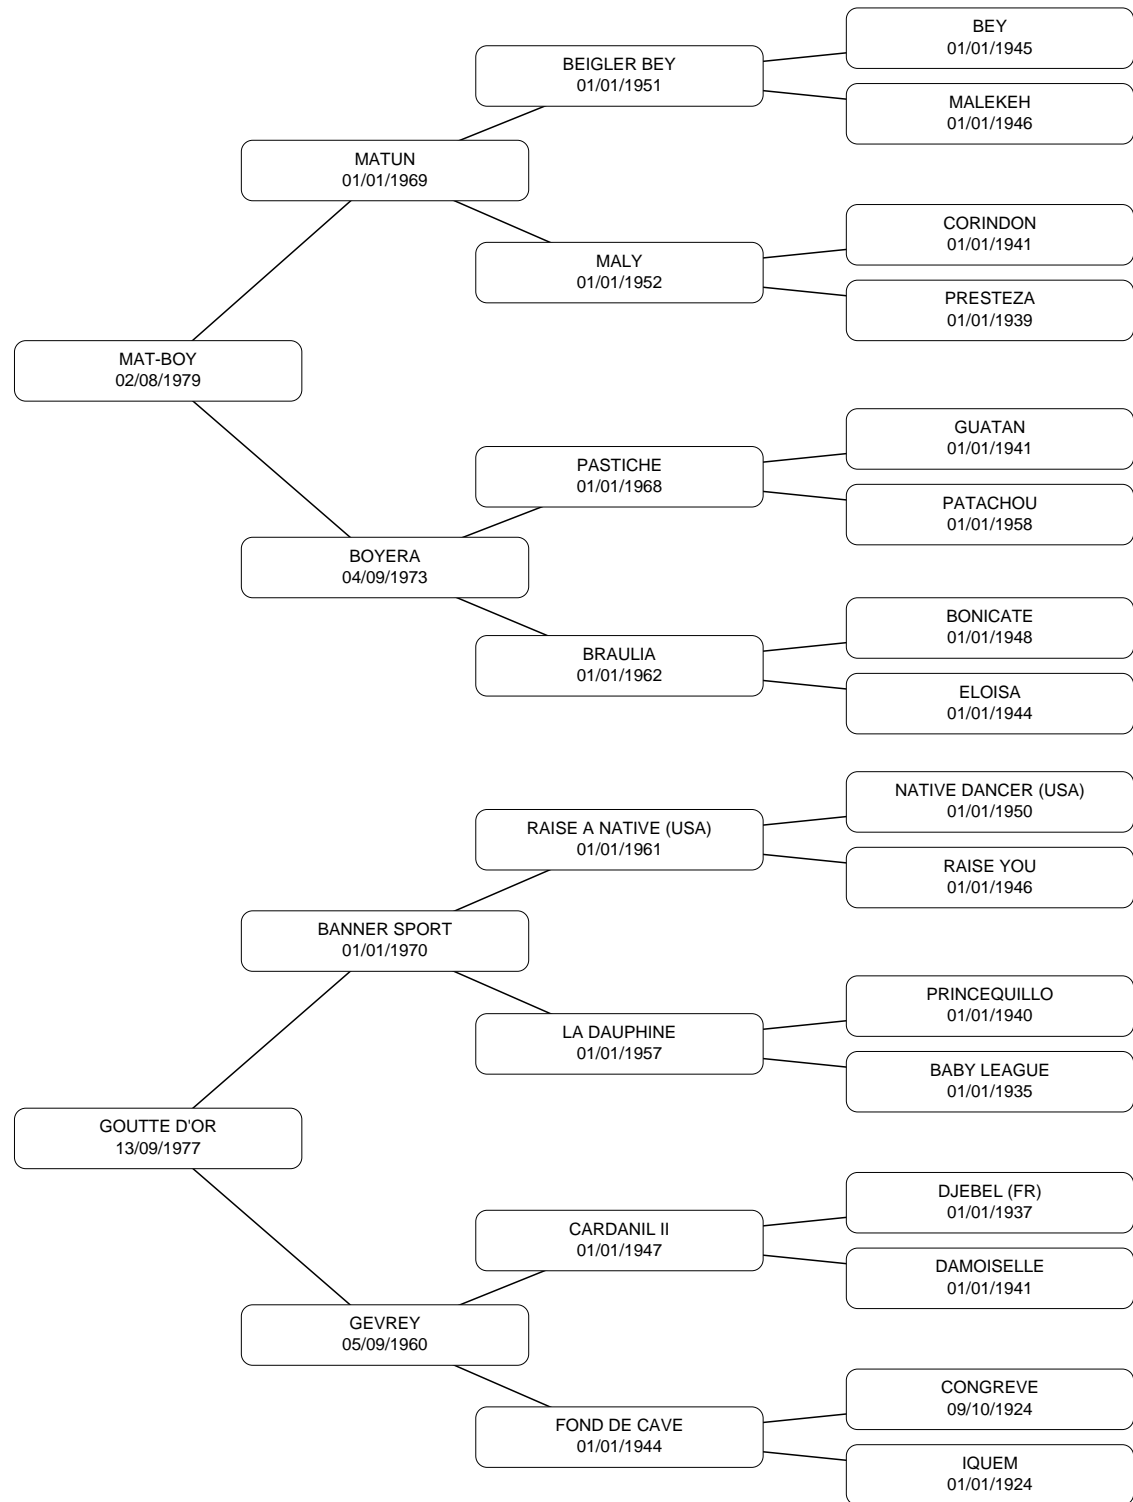 BEY
01/01/1945
BEIGLER BEY
01/01/1951
MALEKEH
01/01/1946
MATUN
01/01/1969
CORINDON
01/01/1941
MALY
01/01/1952
PRESTEZA
01/01/1939
MAT-BOY
02/08/1979
GUATAN
01/01/1941
PASTICHE
01/01/1968
PATACHOU
01/01/1958
BOYERA
04/09/1973
BONICATE
01/01/1948
BRAULIA
01/01/1962
ELOISA
01/01/1944
NATIVE DANCER (USA)
01/01/1950
RAISE A NATIVE (USA)
01/01/1961
RAISE YOU
01/01/1946
BANNER SPORT
01/01/1970
PRINCEQUILLO
01/01/1940
LA DAUPHINE
01/01/1957
BABY LEAGUE
01/01/1935
GOUTTE D'OR
13/09/1977
DJEBEL (FR)
01/01/1937
CARDANIL II
01/01/1947
DAMOISELLE
01/01/1941
GEVREY
05/09/1960
CONGREVE
09/10/1924
FOND DE CAVE
01/01/1944
IQUEM
01/01/1924